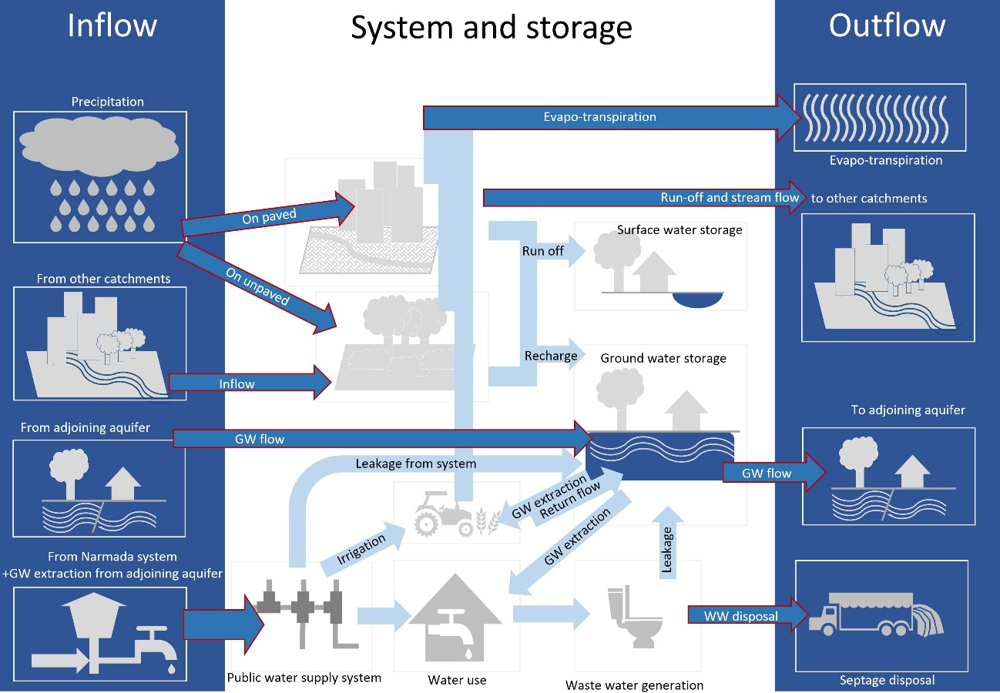 Inflow
System and storage
Outflow
Precipitation
Evapo-transpiration
Evapo-transpiration
On paved
Run-off and stream flow
to other catchments
Surface water storage
Run off
On unpaved
From other catchments
Recharge
Ground water storage
Inflow
From adjoining aquifer
To adjoining aquifer
GW flow
Leakage from system
GW flow
GW extraction
Return flow
GW extraction
Irrigation
Leakage
From Narmada system
+GW extraction from adjoining aquifer
WW disposal
Public water supply system
Water use
Waste water generation
Septage disposal